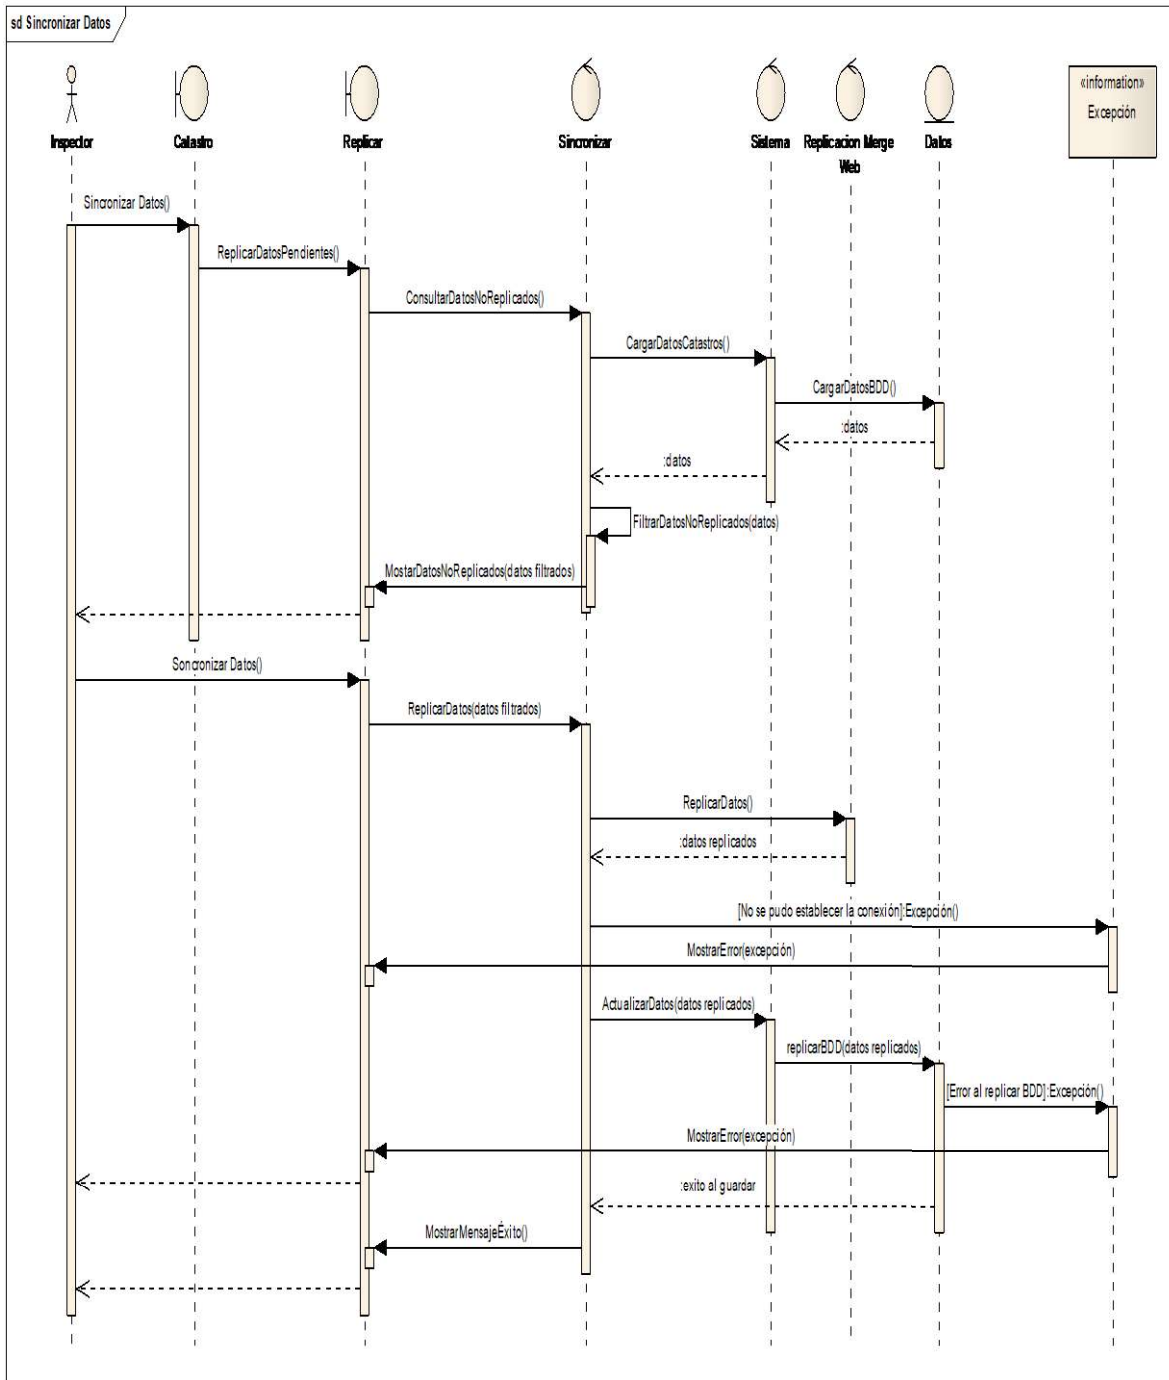 sd Sincronizar Datos
«information»
Excepción
Inspector
Catastro
Replicar
Sincronizar
Sistema
Replicacion Merge
Web
Datos
Sincronizar Datos()
ReplicarDatosPendientes()
ConsultarDatosNoReplicados()
CargarDatosCatastros()
CargarDatosBDD()
:datos
:datos
FiltrarDatosNoReplicados(datos)
MostarDatosNoReplicados(datos filtrados)
Soncronizar Datos()
ReplicarDatos(datos filtrados)
ReplicarDatos()
:datos replicados
[No se pudo establecer la conexión]:Excepción()
MostrarError(excepción)
ActualizarDatos(datos replicados)
replicarBDD(datos replicados)
[Error al replicar BDD]:Excepción()
MostrarError(excepción)
:exito al guardar
MostrarMensajeÉxito()